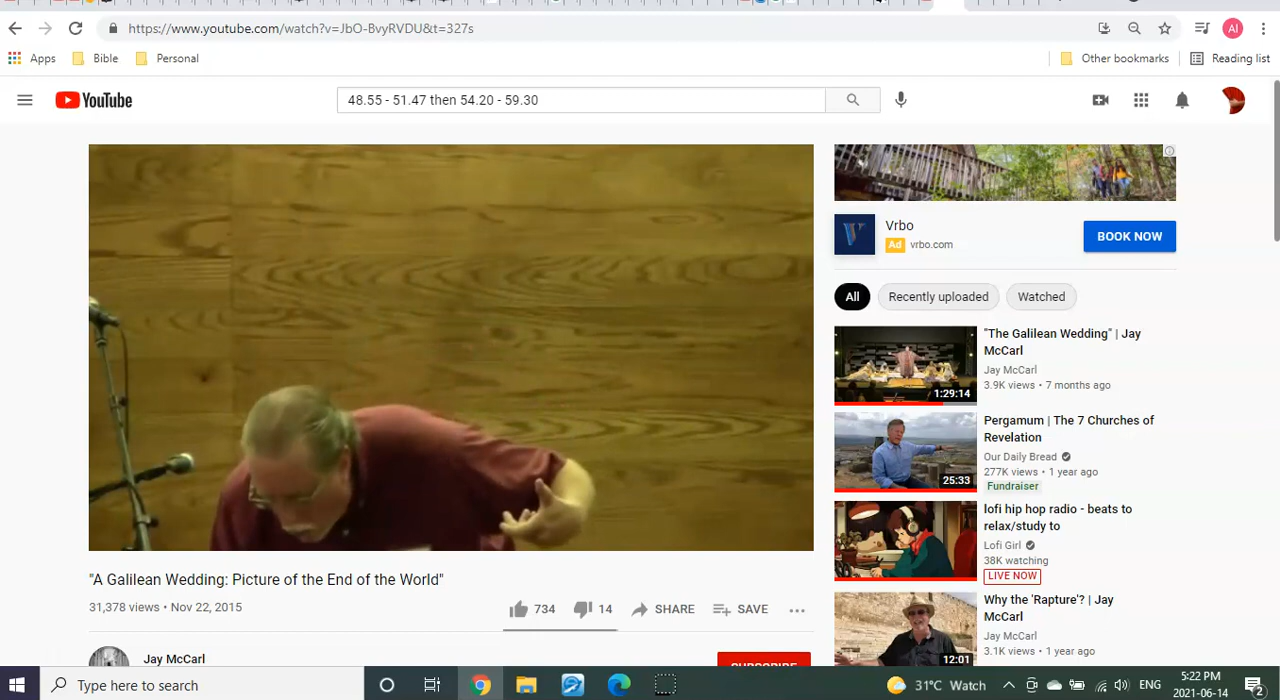 https://www.youtube.com/watch?v=JbO-BvyRVDU&t=327s
AI
Apps
Bible
Personal
Other bookmarks
Reading list
YouTube
48.55 - 51.47 then 54.20 - 59.30
Vrbo
Ad vrbo.com
BOOK NOW
All
Recently uploaded
Watched
"The Galilean Wedding" | Jay
McCarl
Jay McCarl
3.9K views • 7 months ago
1:29:14
Pergamum | The 7 Churches of
Revelation
Our Daily Bread
277K views • 1 year ago
Fundraiser
25:33
lofi hip hop radio - beats to
relax/study to
Lofi Girl
38K watching
LIVE NOW
Why the 'Rapture'? | Jay
McCarl
Jay McCarl
3.1K views • 1 year ago
12:01
"A Galilean Wedding: Picture of the End of the World"
31,378 views • Nov 22, 2015
734
14
SHARE
SAVE
Jay McCarl
SUBSCRIBE
Type here to search
31°C Watch
ENG
5:22 PM
2021-06-14
2